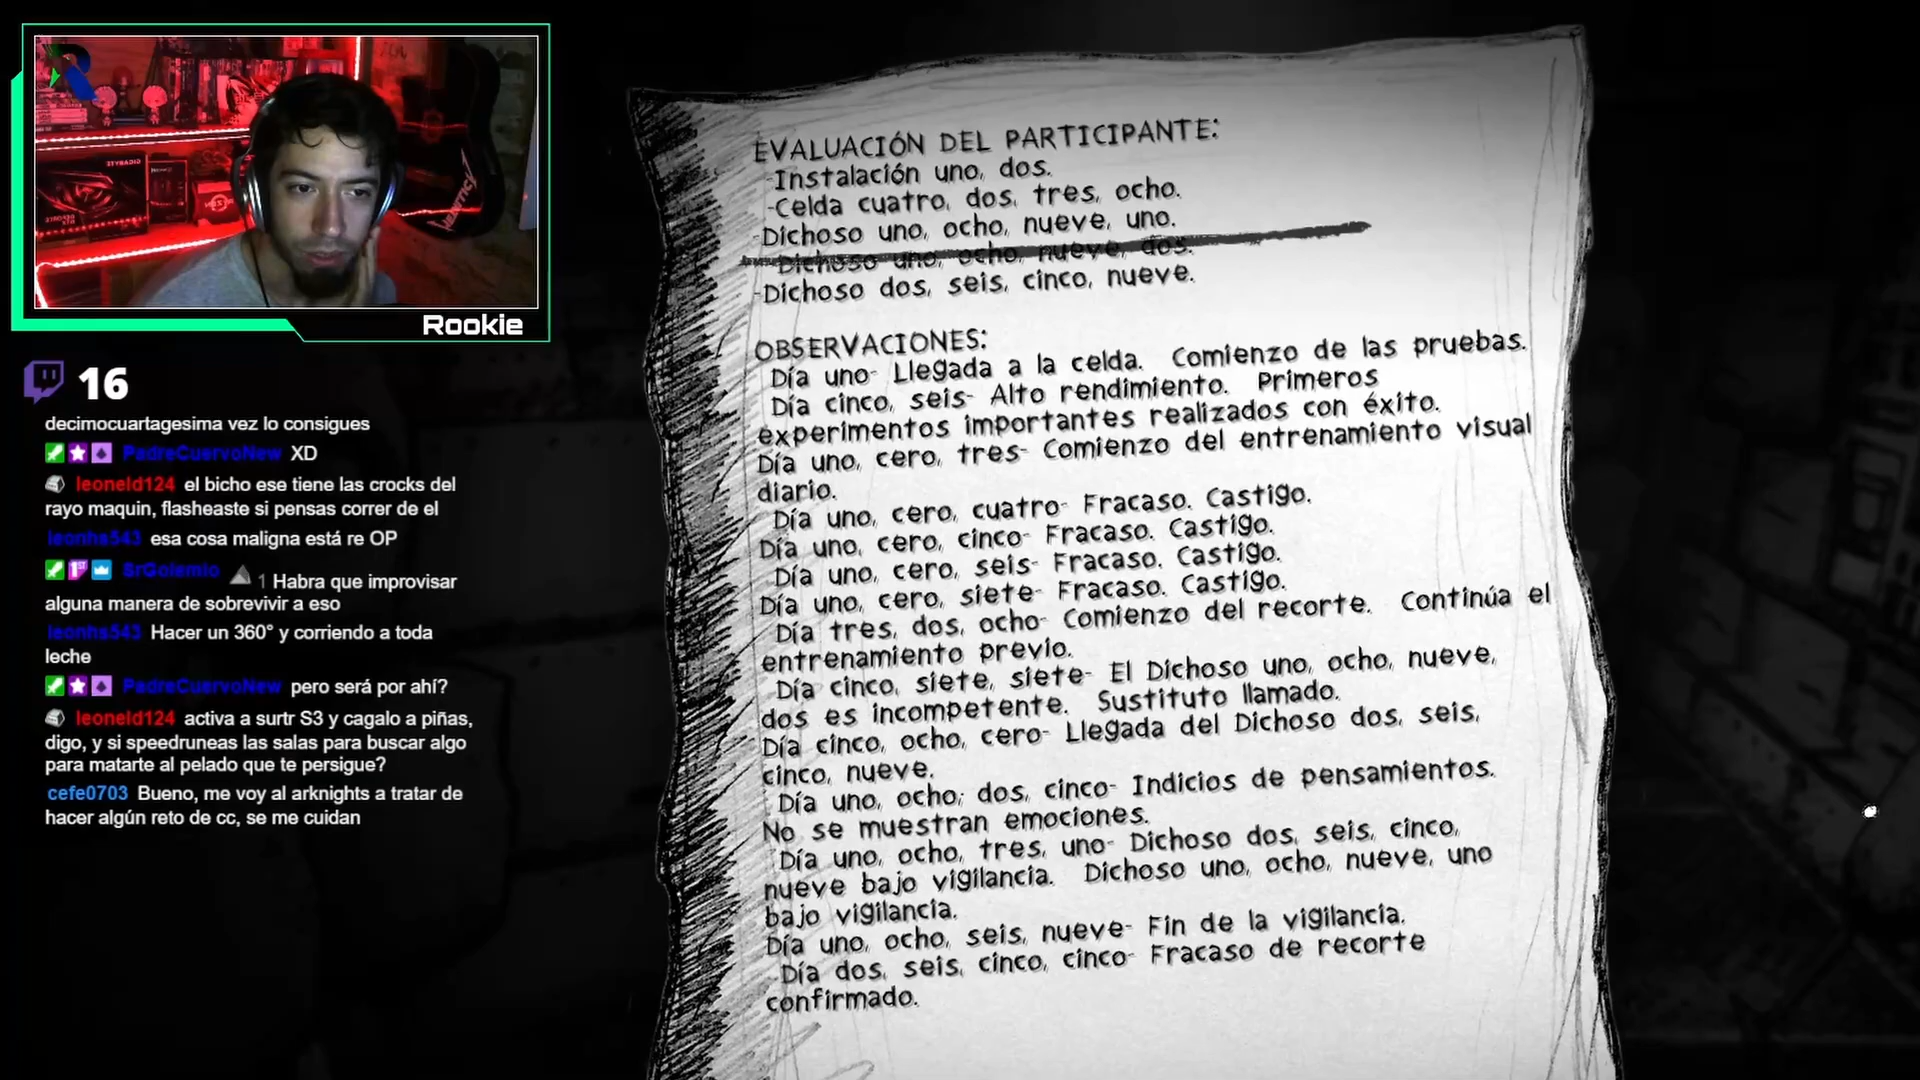 Rookie
16
decimocuartagesima vez lo consigues
PadreCuervoNew XD
leoneld124 el bicho ese tiene las crocks del
rayo maquin, flasheaste si pensas correr de el
leonhs543 esa cosa maligna está re OP
SrGolemio 1 Habra que improvisar
alguna manera de sobrevivir a eso
leonhs543 Hacer un 360° y corriendo a toda
leche
PadreCuervoNew pero será por ahí?
leoneld124 activa a surtr S3 y cagalo a piñas,
digo, y si speedruneas las salas para buscar algo
para matarte al pelado que te persigue?
cefe0703 Bueno, me voy al arknights a tratar de
hacer algún reto de cc, se me cuidan
EVALUACIÓN DEL PARTICIPANTE:
-Instalación uno, dos.
-Celda cuatro, dos, tres, ocho.
-Dichoso uno, ocho, nueve, uno.
-Dichoso uno, ocho, nueve, dos.
-Dichoso dos, seis, cinco, nueve.
OBSERVACIONES:
Día uno- Llegada a la celda. Comienzo de las pruebas.
Día cinco, seis- Alto rendimiento. Primeros
experimentos importantes realizados con éxito.
Día uno, cero, tres- Comienzo del entrenamiento visual
diario.
Día uno, cero, cuatro- Fracaso. Castigo.
Día uno, cero, cinco- Fracaso. Castigo.
Día uno, cero, seis- Fracaso. Castigo.
Día uno, cero, siete- Fracaso. Castigo.
Día tres, dos, ocho- Comienzo del recorte. Continúa el
entrenamiento previo.
Día cinco, siete, siete- El Dichoso uno, ocho, nueve,
dos es incompetente. Sustituto llamado.
Día cinco, ocho, cero- Llegada del Dichoso dos, seis,
cinco, nueve.
Día uno, ocho, dos, cinco- Indicios de pensamientos.
No se muestran emociones.
Día uno, ocho, tres, uno- Dichoso dos, seis, cinco,
nueve bajo vigilancia. Dichoso uno, ocho, nueve, uno
bajo vigilancia.
Día uno, ocho, seis, nueve- Fin de la vigilancia.
Día dos, seis, cinco, cinco- Fracaso de recorte
confirmado.